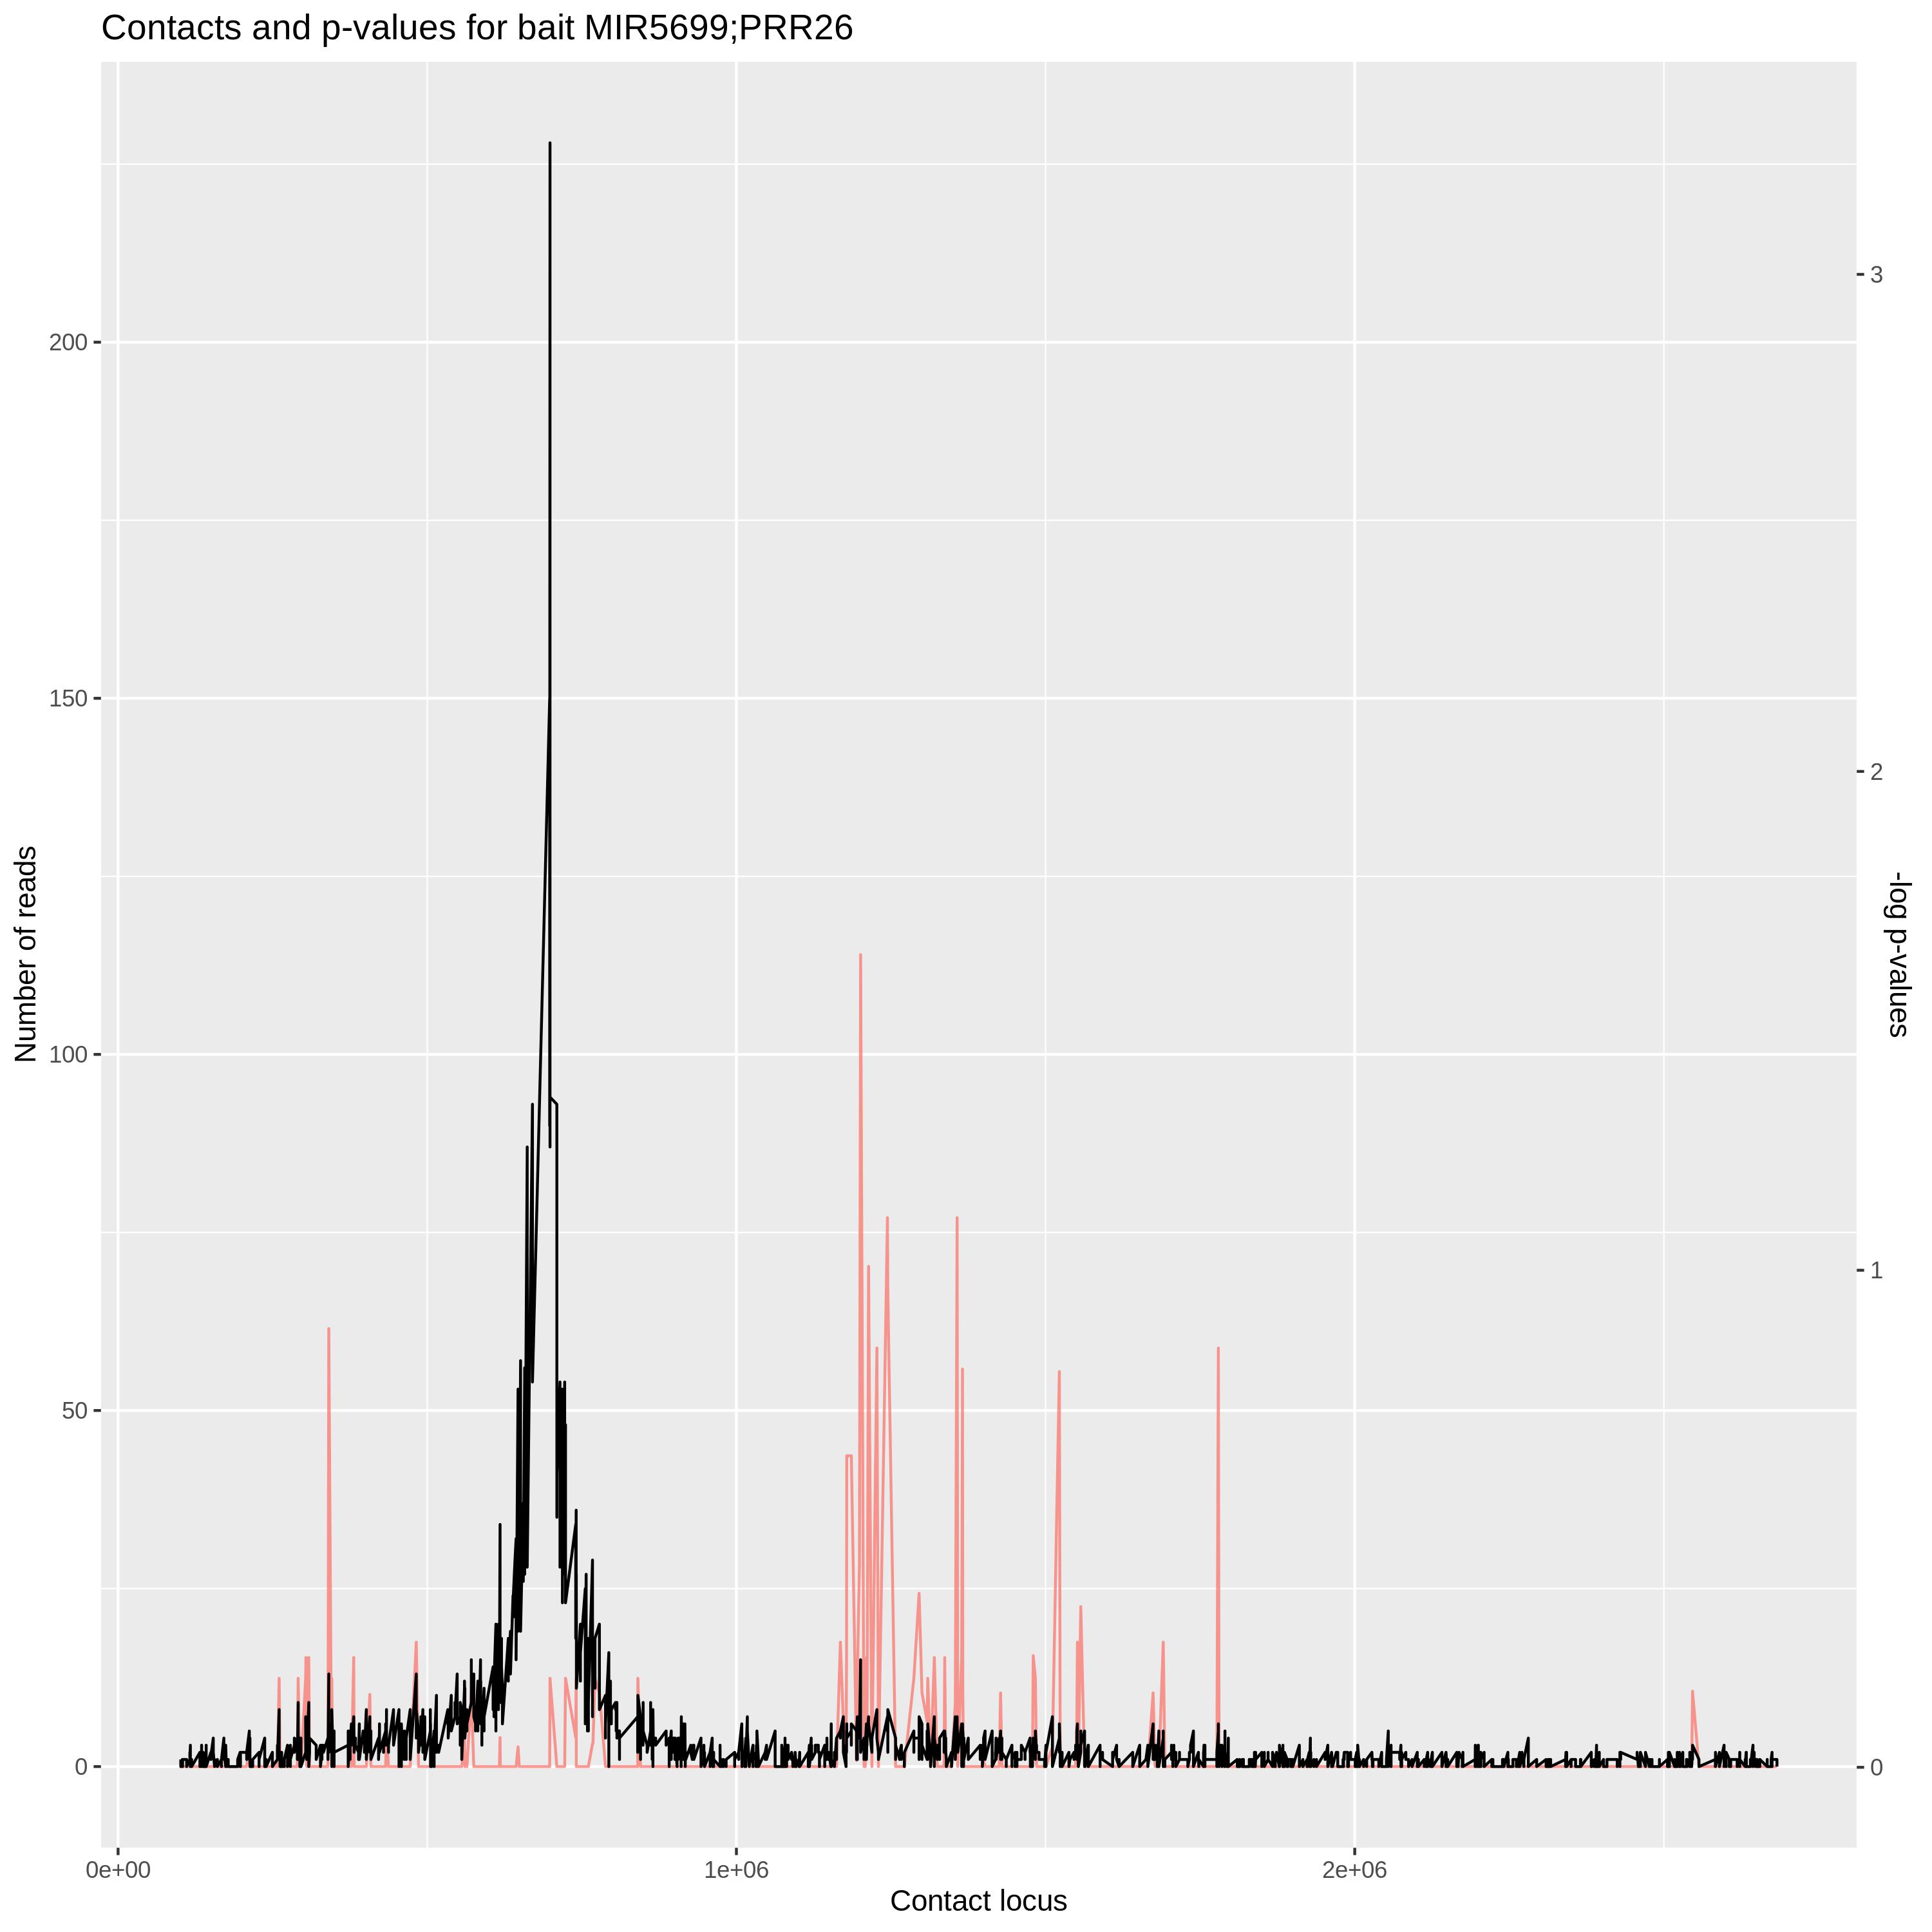 Contacts and p-values for bait MIR5699;PRR26
Number of reads
200
150
100
50
0
3
2
1
0
-log p-values
0e+00
1e+06
2e+06
Contact locus